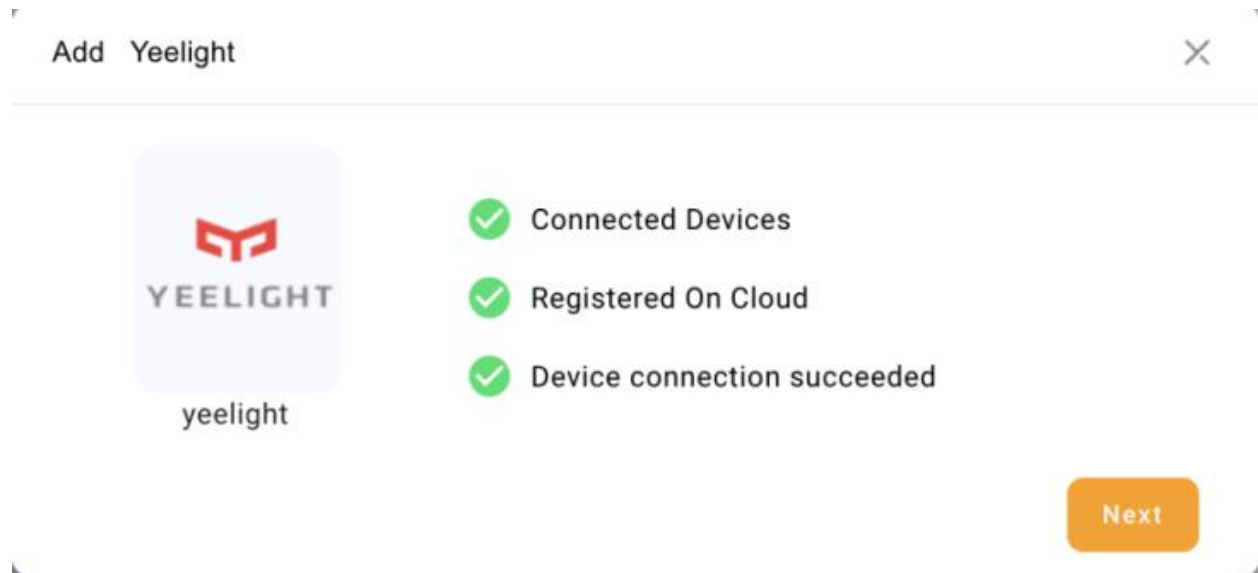 Add Yeelight
YEELIGHT
yeelight
Connected Devices
Registered On Cloud
Device connection succeeded
Next